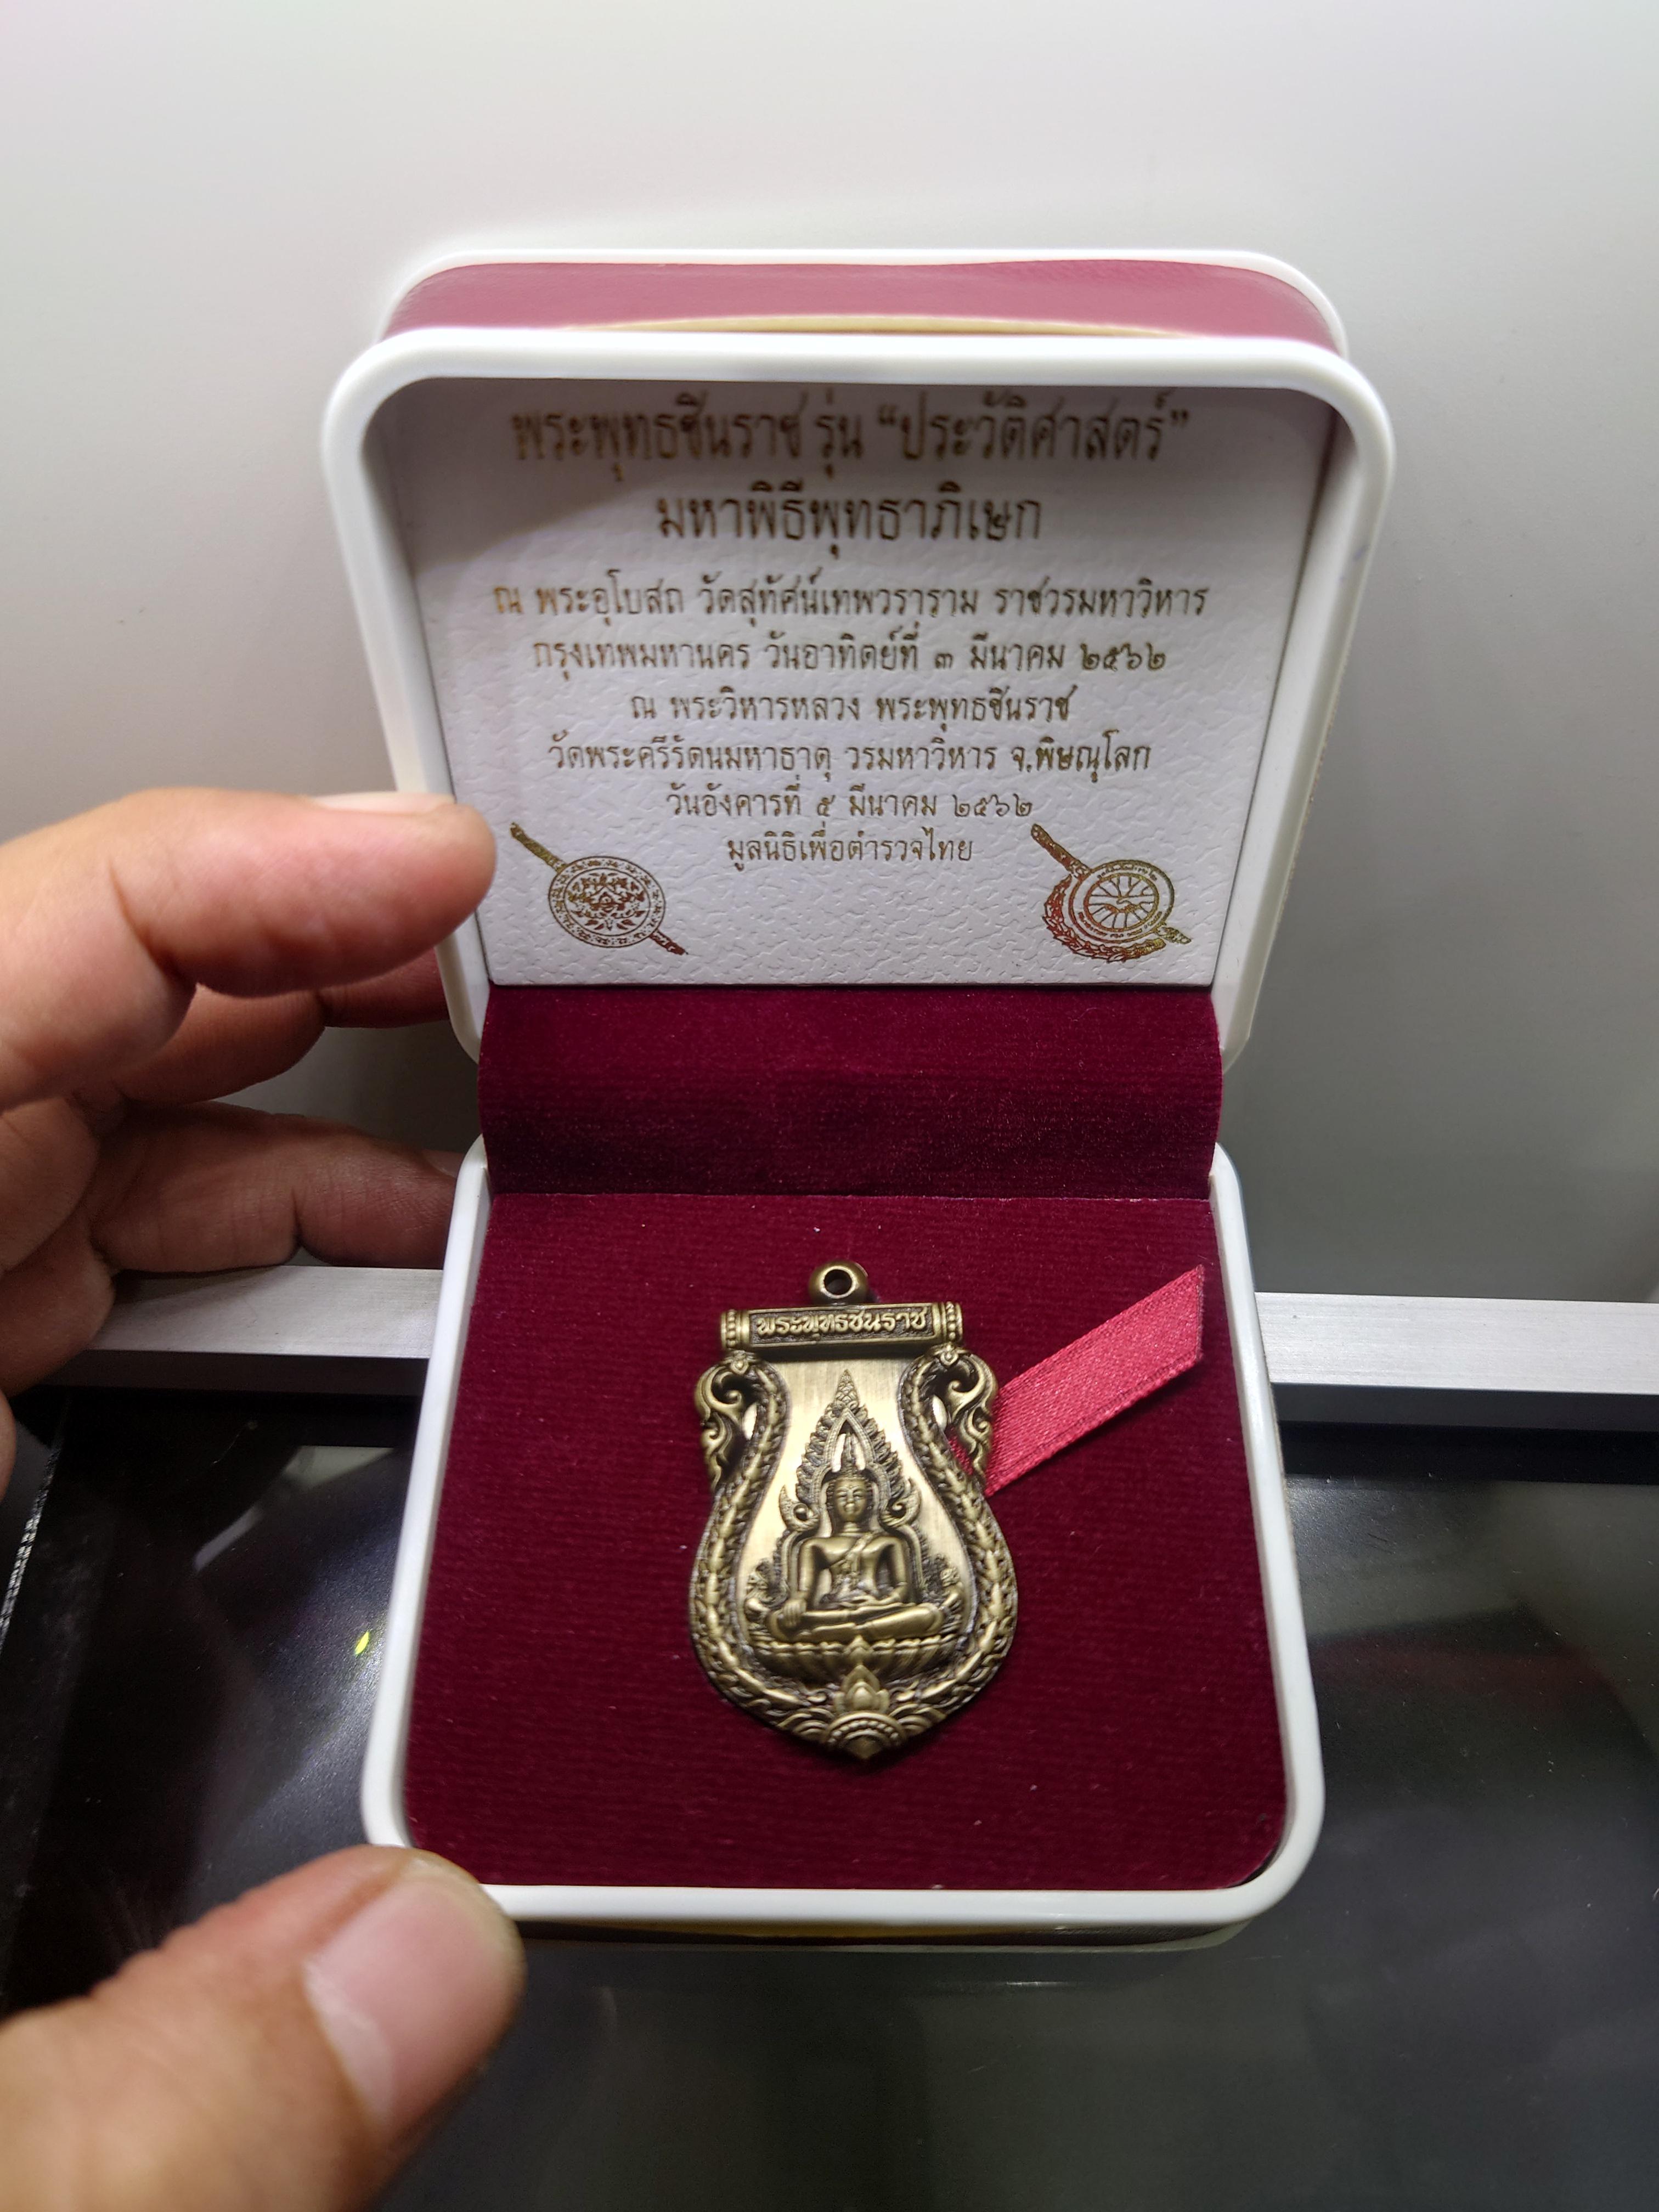 พระพุทธชินราช รุ่น “ประวัติศาสตร์”
มหาพิธีพุทธาภิเษก
ณ พระอุโบสถ วัดสุทัศน์เทพวราราม ราชวรมหาวิหาร
กรุงเทพมหานคร วันอาทิตย์ที่ ๓ มีนาคม ๒๕๖๒
ณ พระวิหารหลวง พระพุทธชินราช
วัดพระศรีรัตนมหาธาตุ วรมหาวิหาร จ.พิษณุโลก
วันอังคารที่ ๕ มีนาคม ๒๕๖๒
มูลนิธิเพื่อตำรวจไทย
พระพุทธชินราช